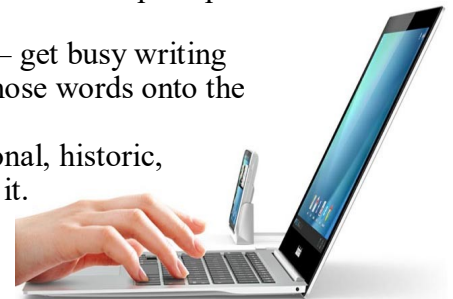 – get busy writing
hose words onto the
onal, historic,
it.